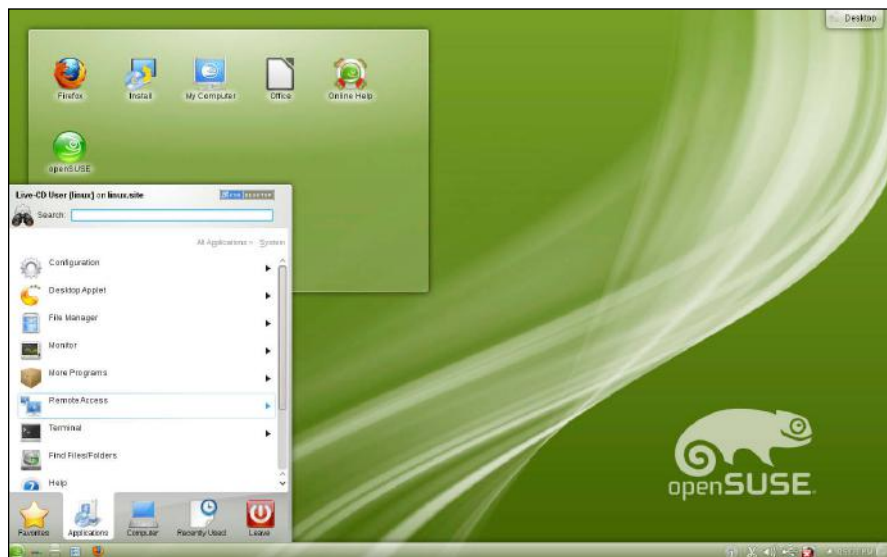 Desktop
Firefox
Install
My Computer
Office
Online Help
openSUSE
Live-CD User [linux] on linux.site
Search:
All Applications
System
Configuration
Desktop Applet
File Manager
Monitor
More Programs
Remote Access
Terminal
Find Files/Folders
Help
Favorites
Applications
Computer
Recently Used
Leave
openSUSE